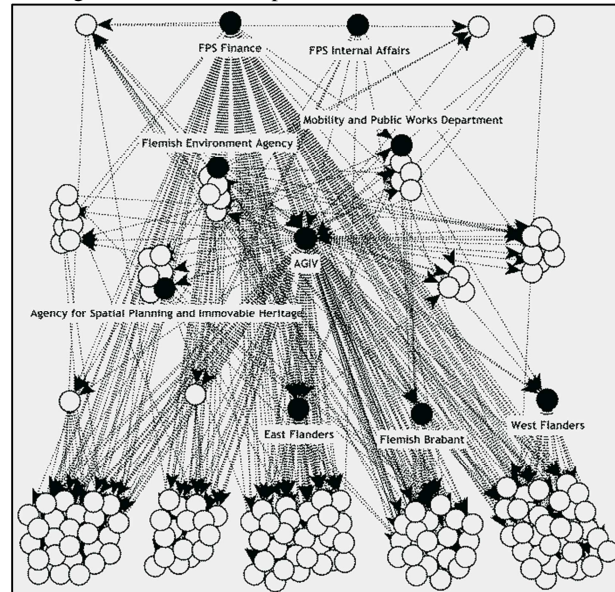 FPS Finance
FPS Internal Affairs
Mobility and Public Works Department
Flemish Environment Agency
AGIV
Agency for Spatial Planning and Immovable Heritage
East Flanders
Flemish Brabant
West Flanders